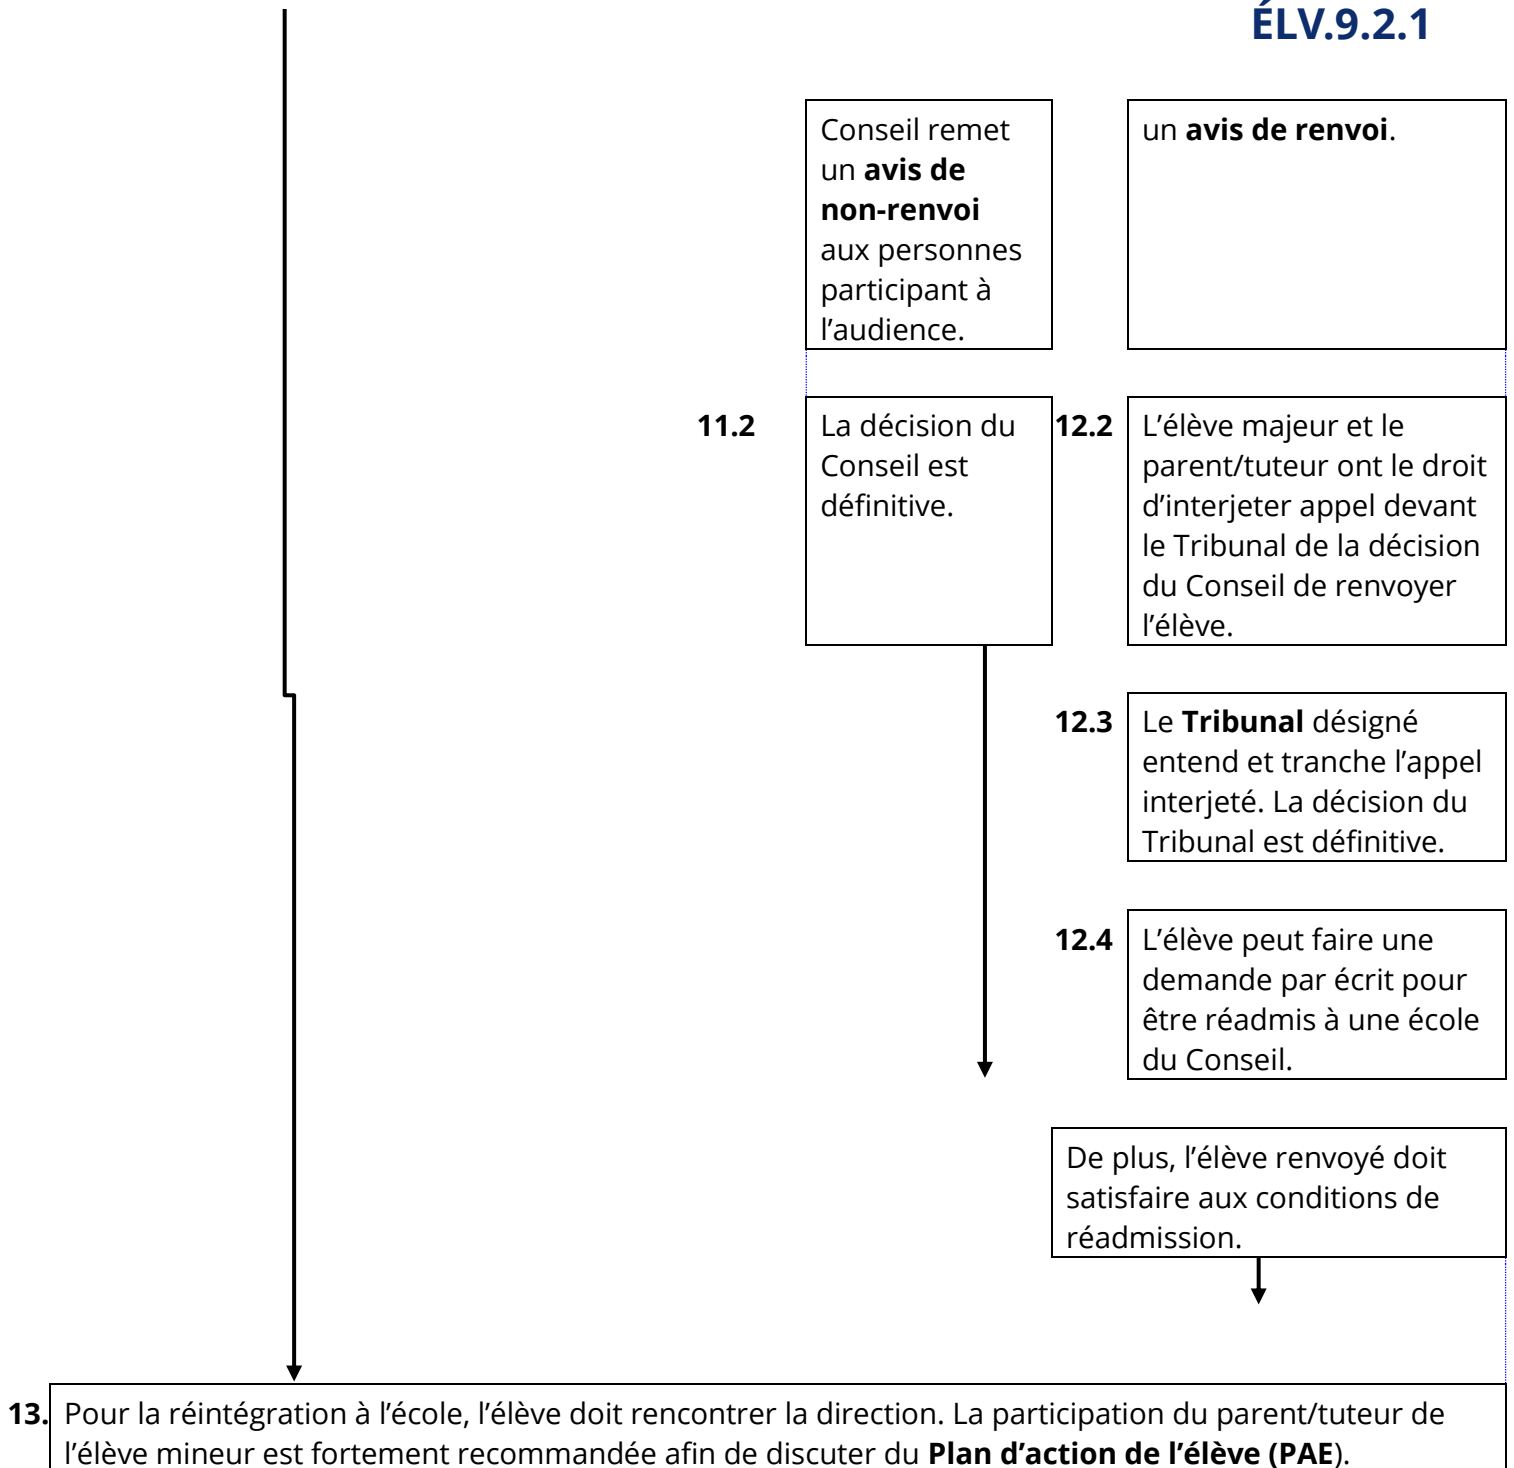 ÉLV.9.2.1
Conseil remet
un avis de
non-renvoi
aux personnes
participant à
l’audience.
un avis de renvoi.
11.2
La décision du
Conseil est
définitive.
12.2
L’élève majeur et le
parent/tuteur ont le droit
d’interjeter appel devant
le Tribunal de la décision
du Conseil de renvoyer
l’élève.
12.3
Le Tribunal désigné
entend et tranche l’appel
interjeté. La décision du
Tribunal est définitive.
12.4
L’élève peut faire une
demande par écrit pour
être réadmis à une école
du Conseil.
De plus, l’élève renvoyé doit
satisfaire aux conditions de
réadmission.
13. Pour la réintégration à l’école, l’élève doit rencontrer la direction. La participation du parent/tuteur de
l’élève mineur est fortement recommandée afin de discuter du Plan d’action de l’élève (PAE).